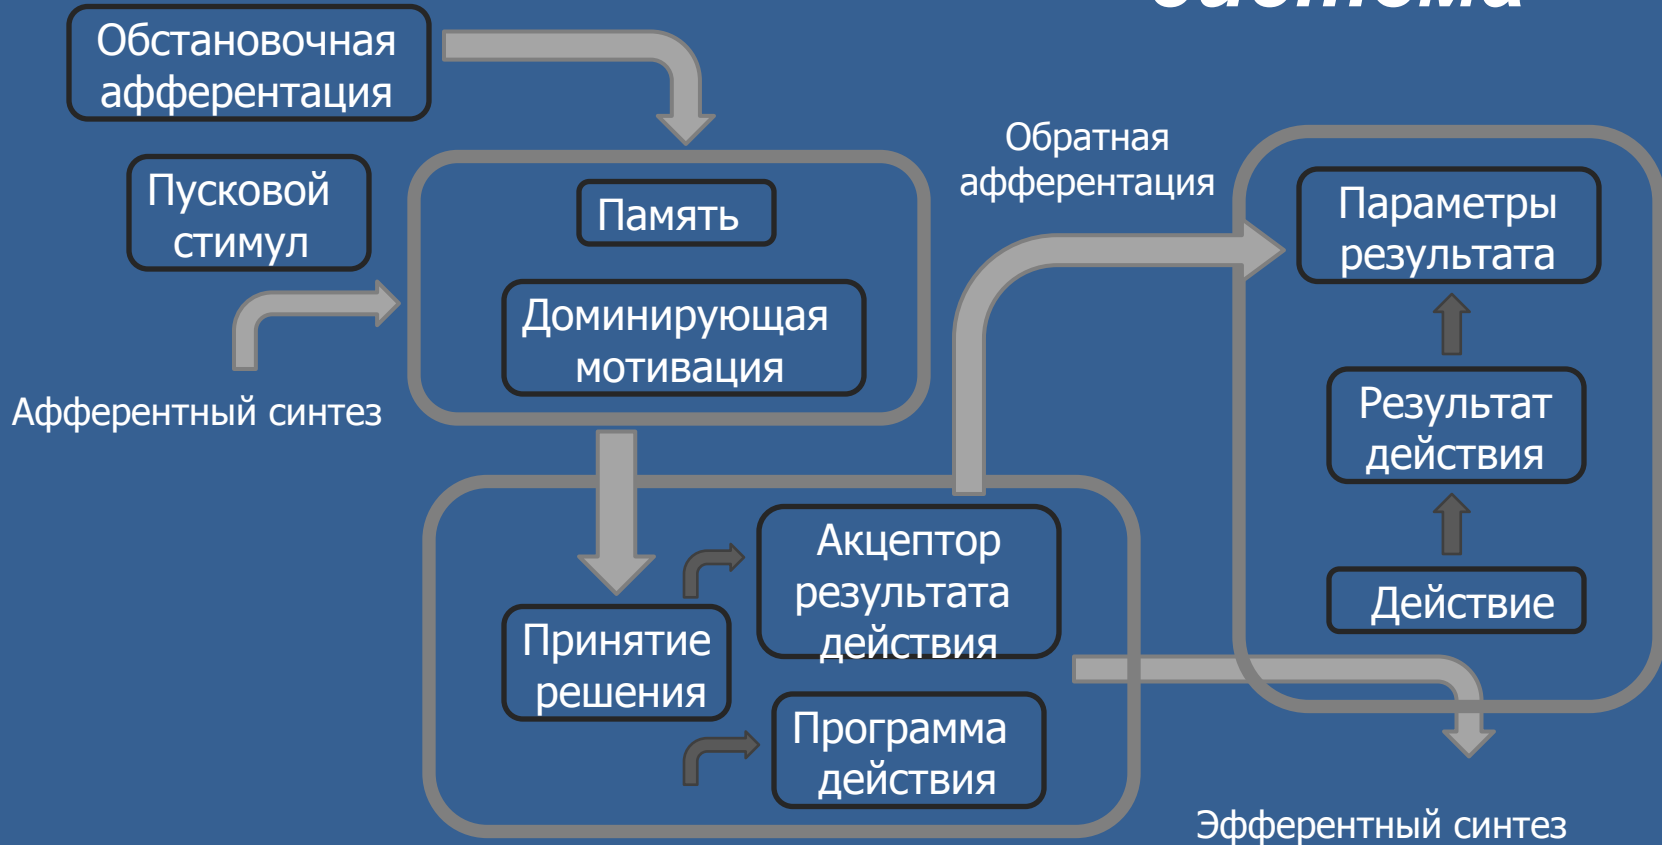 система
Обстановочная
афферентация
Пусковой
стимул
Афферентный синтез
Память
Доминирующая
мотивация
Обратная
афферентация
Параметры
результата
Результат
действия
Действие
Принятие
решения
Акцептор
результата
действия
Программа
действия
Эфферентный синтез